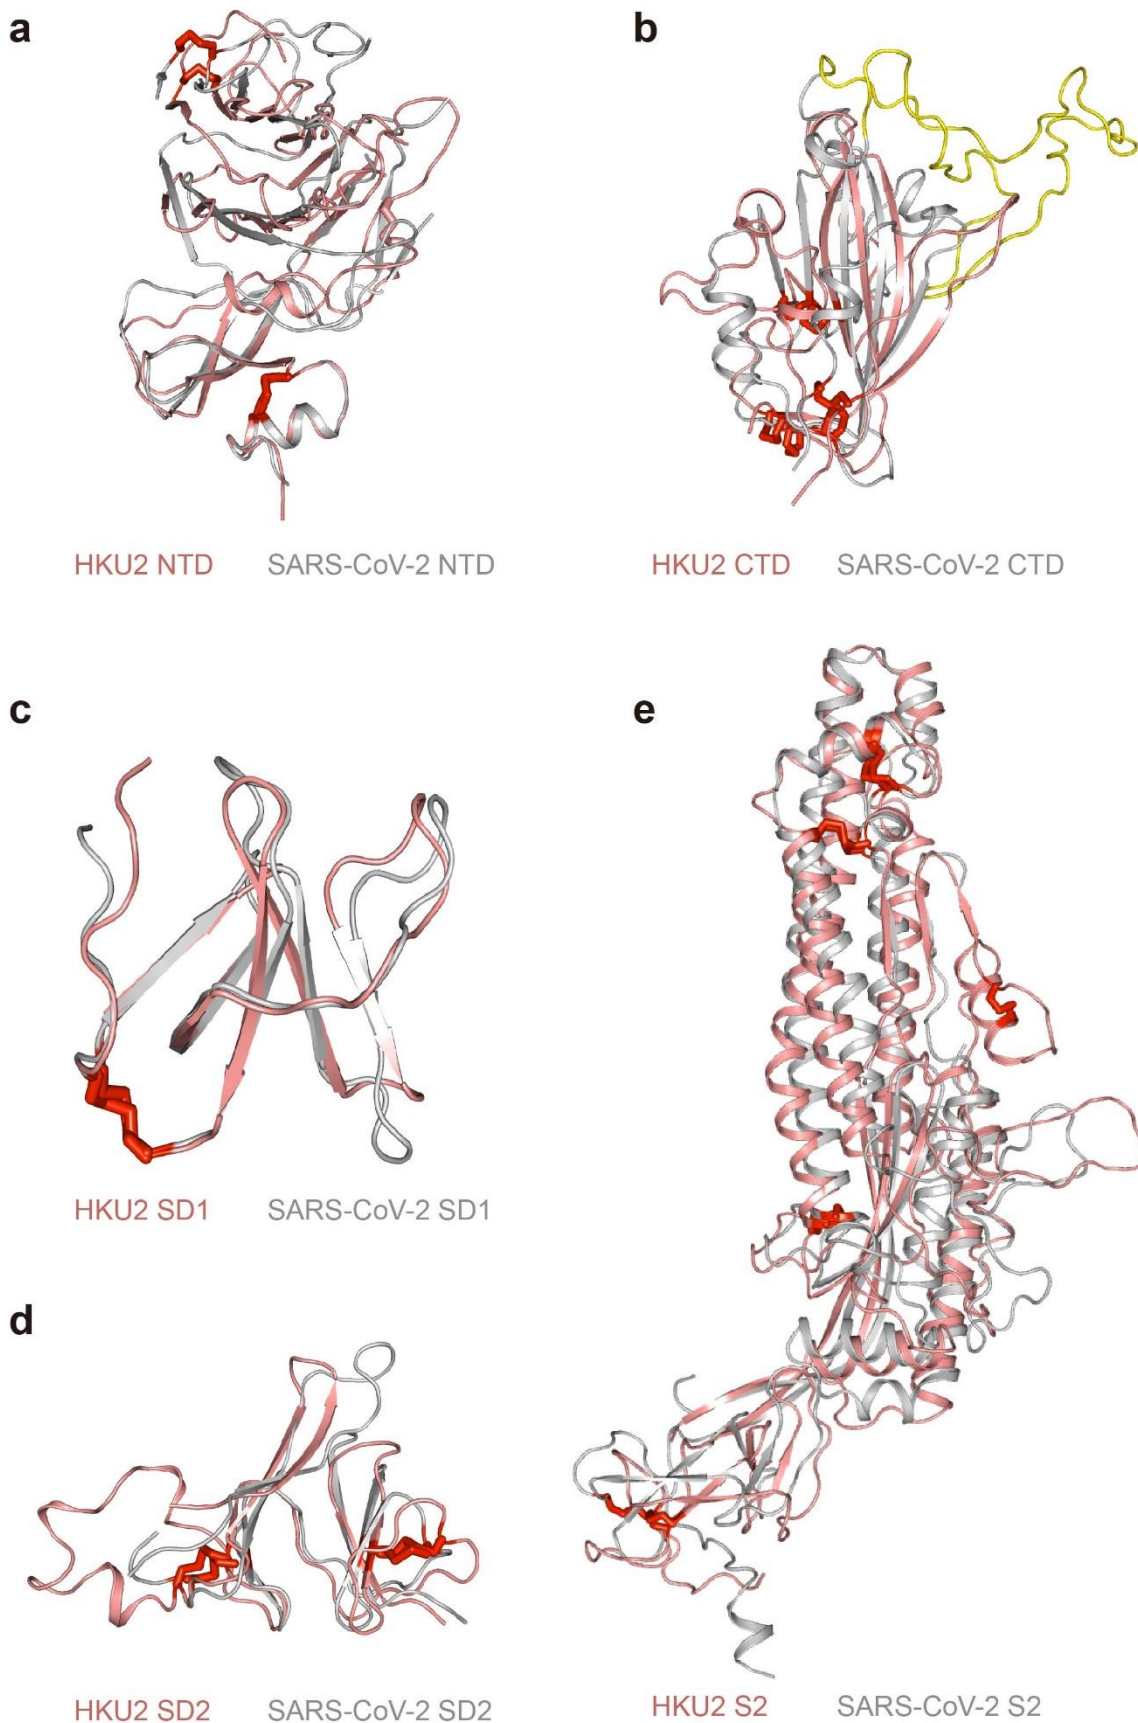 a
b
HKU2 NTD SARS-CoV-2 NTD
HKU2 CTD SARS-CoV-2 CTD
c
e
HKU2 SD1 SARS-CoV-2 SD1
d
HKU2 SD2 SARS-CoV-2 SD2
HKU2 S2 SARS-CoV-2 S2